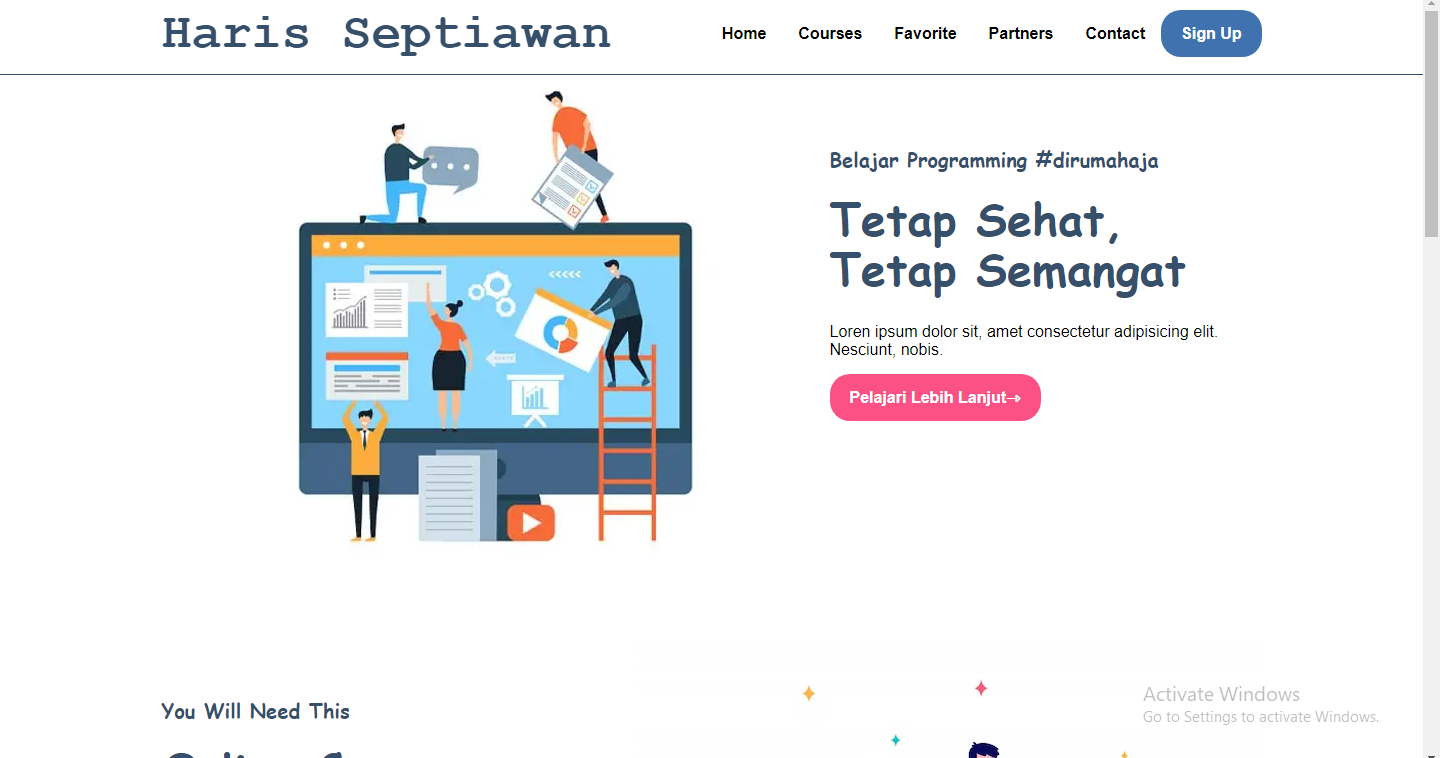 Haris Septiawan
Home Courses Favorite Partners Contact Sign Up
Belajar Programming #dirumahaja
Tetap Sehat,
Tetap Semangat
Loren ipsum dolor sit, amet consectetur adipisicing elit.
Nesciunt, nobis.
Pelajari Lebih Lanjut→
You Will Need This
Activate Windows
Go to Settings to activate Windows.